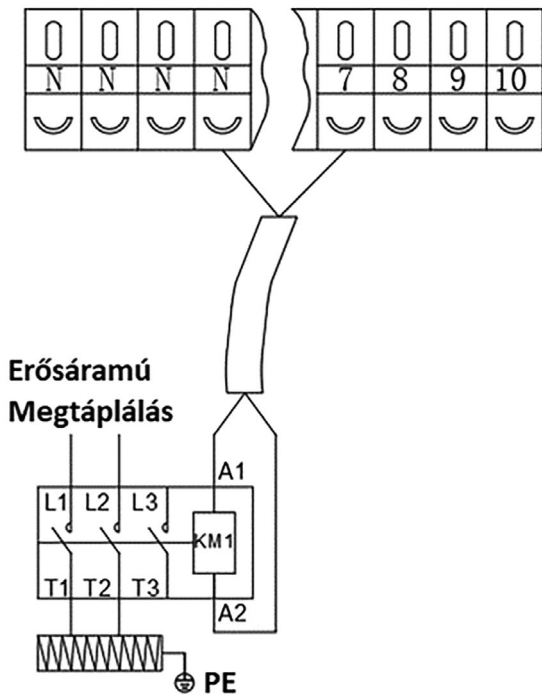 N N N N 7 8 9 10
Erősáramú
Megtáplálás
A1
L1 L2 L3
KM1
T1 T2 T3
A2
PE